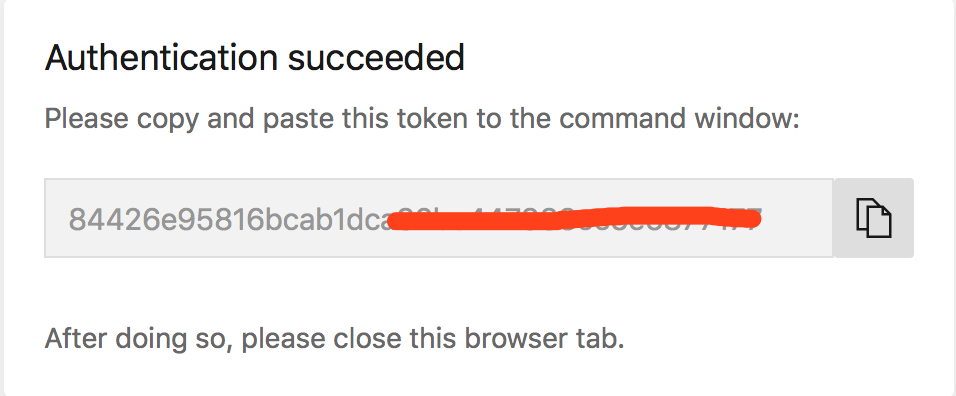 Authentication succeeded
Please copy and paste this token to the command window:
84426e95816bcab1dca
After doing so, please close this browser tab.